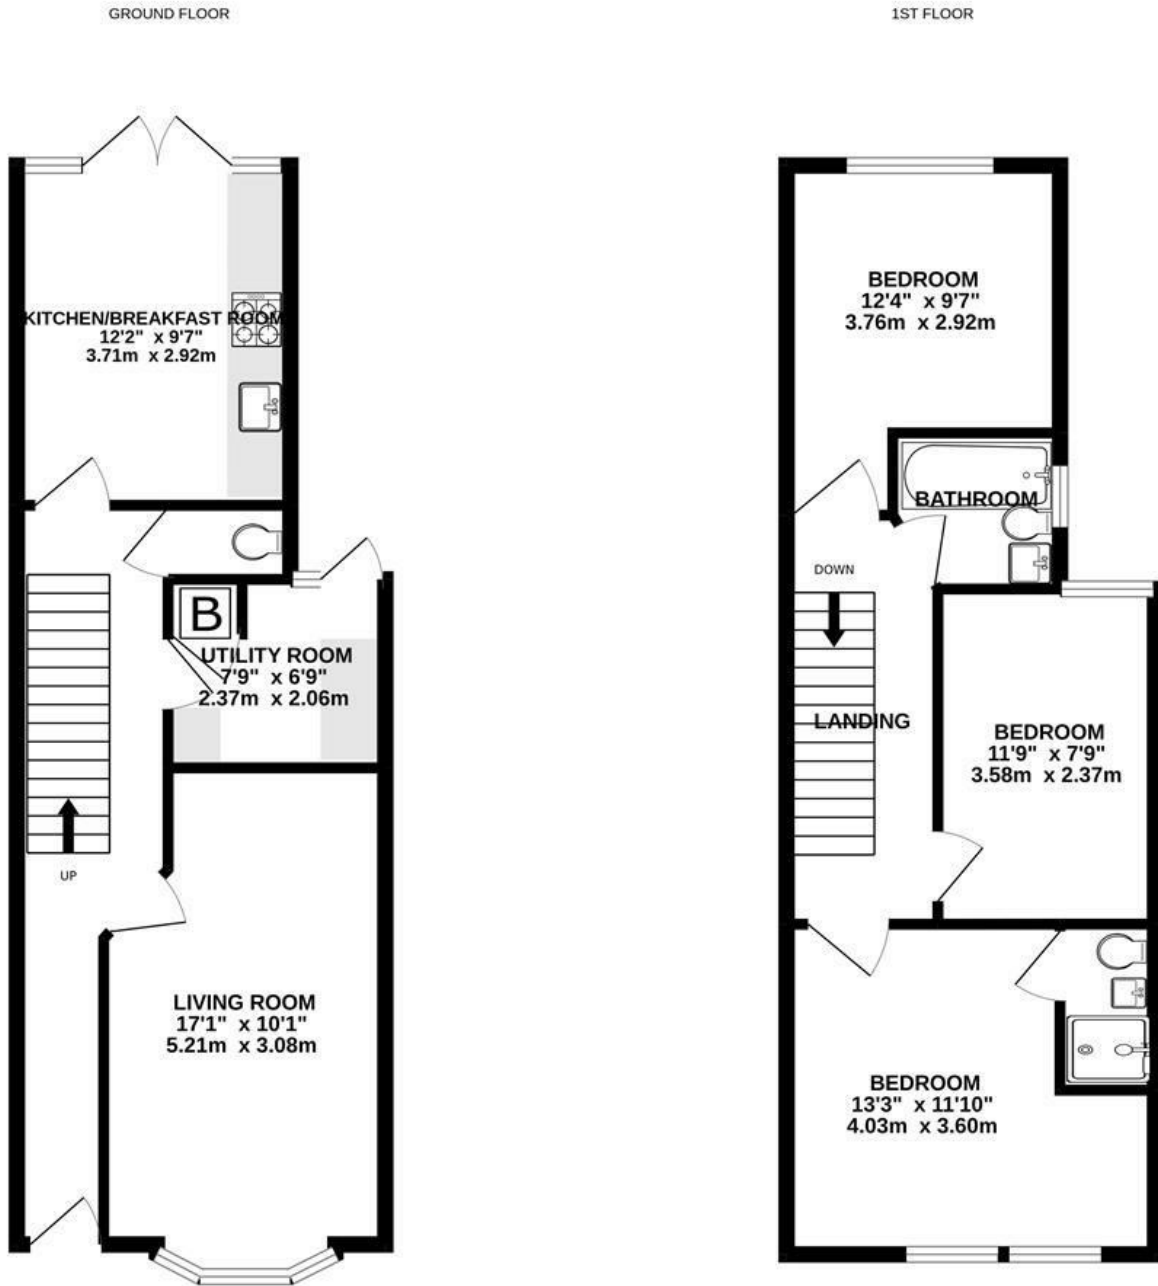 GROUND FLOOR
KITCHEN/BREAKFAST ROOM
12'2" x 9'7"
3.71m x 2.92m
B
UTILITY ROOM
7'9" x 6'9"
2.37m x 2.06m
UP
LIVING ROOM
17'1" x 10'1"
5.21m x 3.08m
1ST FLOOR
BEDROOM
12'4" x 9'7"
3.76m x 2.92m
BATHROOM
DOWN
LANDING
BEDROOM
11'9" x 7'9"
3.58m x 2.37m
BEDROOM
13'3" x 11'10"
4.03m x 3.60m